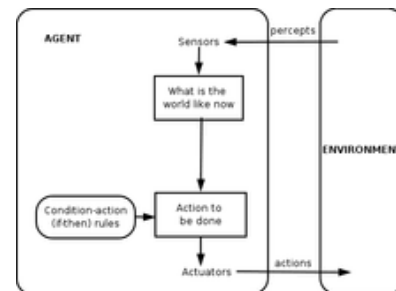 percepts
AGENT
Sensors
What is the
world like now
ENVIRONMEN
Condition-action
(if-then) rules
Action to
be done
Actuators
actions